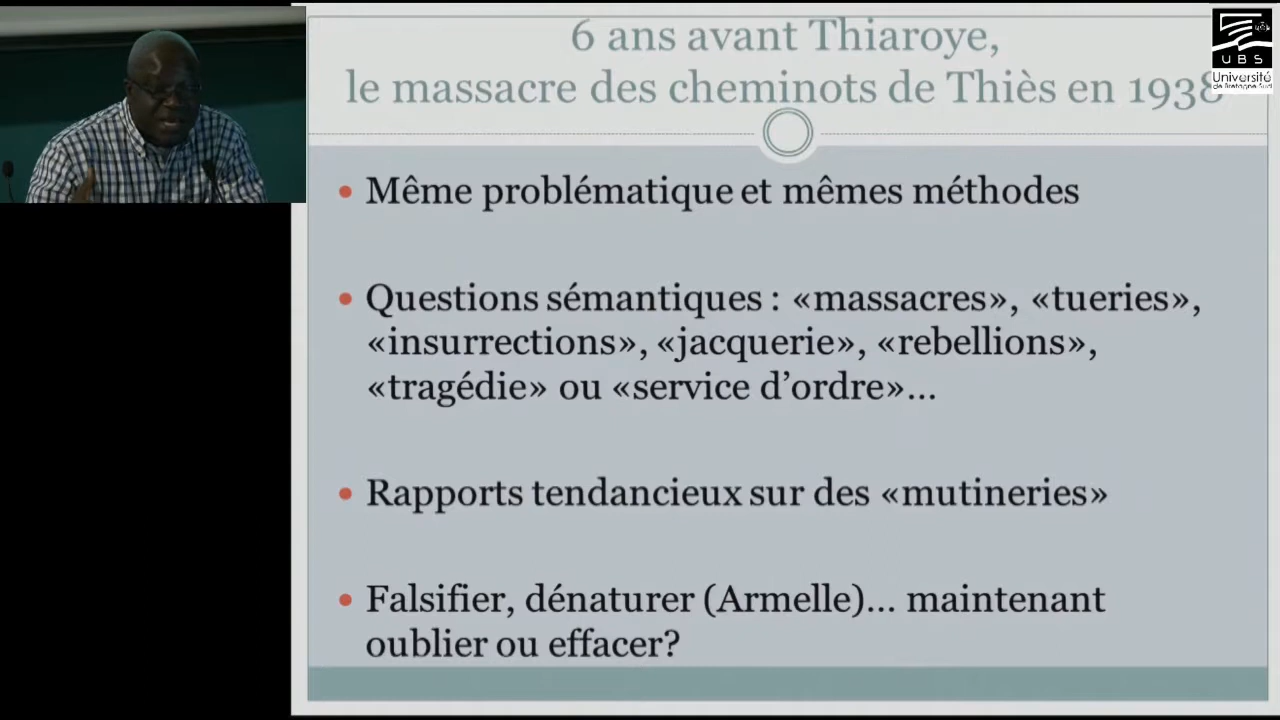 6 ans avant Thiaroye,
le massacre des cheminots de Thiès en 1938
UBS
Université
de Bretagne-Sud
• Même problématique et mêmes méthodes
• Questions sémantiques : «massacres», «tueries»,
«insurrections», «jacquerie», «rebellions»,
«tragédie» ou «service d’ordre»...
• Rapports tendancieux sur des «mutineries»
• Falsifier, dénaturer (Armelle)... maintenant
oublier ou effacer?